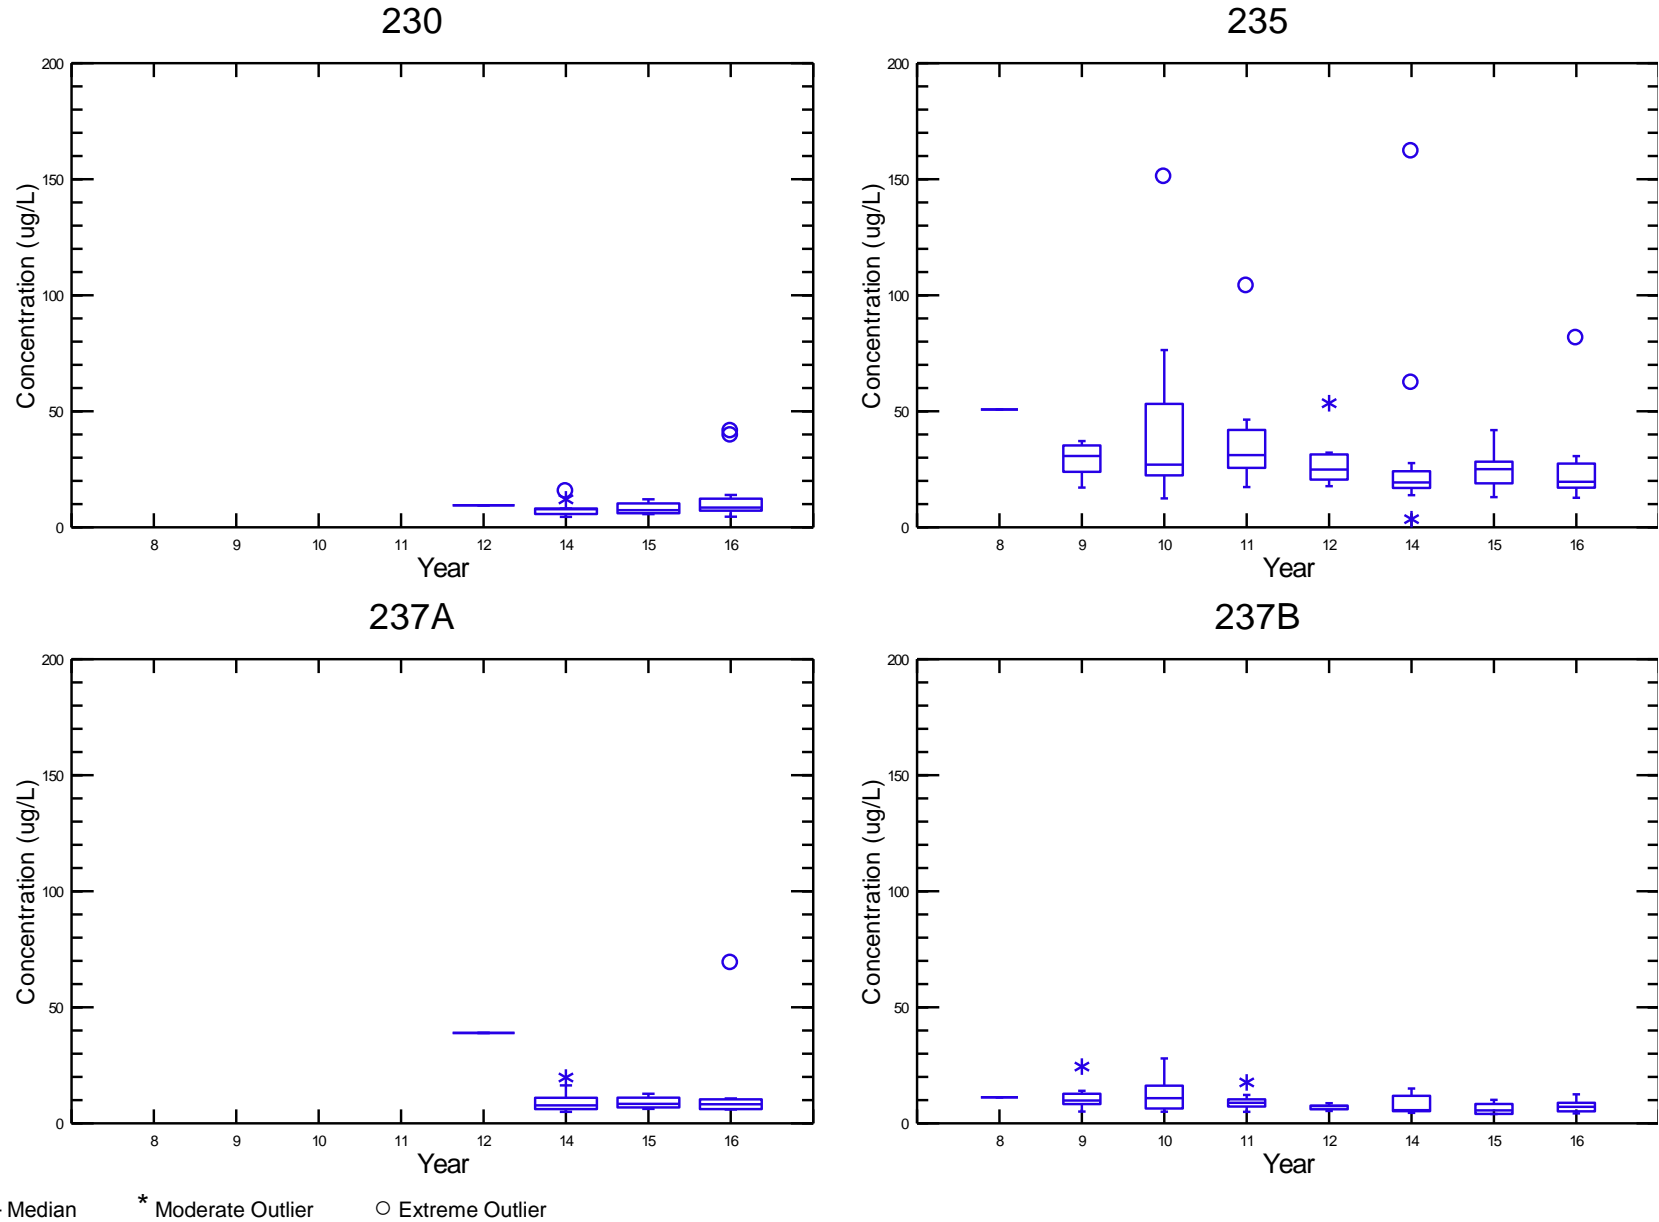 230
235
200
150
100
50
0
Concentration (ug/L)
8 9 10 11 12 14 15 16
Year
200
150
100
50
0
Concentration (ug/L)
8 9 10 11 12 14 15 16
Year
237A
237B
200
150
100
50
0
Concentration (ug/L)
8 9 10 11 12 14 15 16
Year
200
150
100
50
0
Concentration (ug/L)
8 9 10 11 12 14 15 16
Year
Median * Moderate Outlier ○ Extreme Outlier